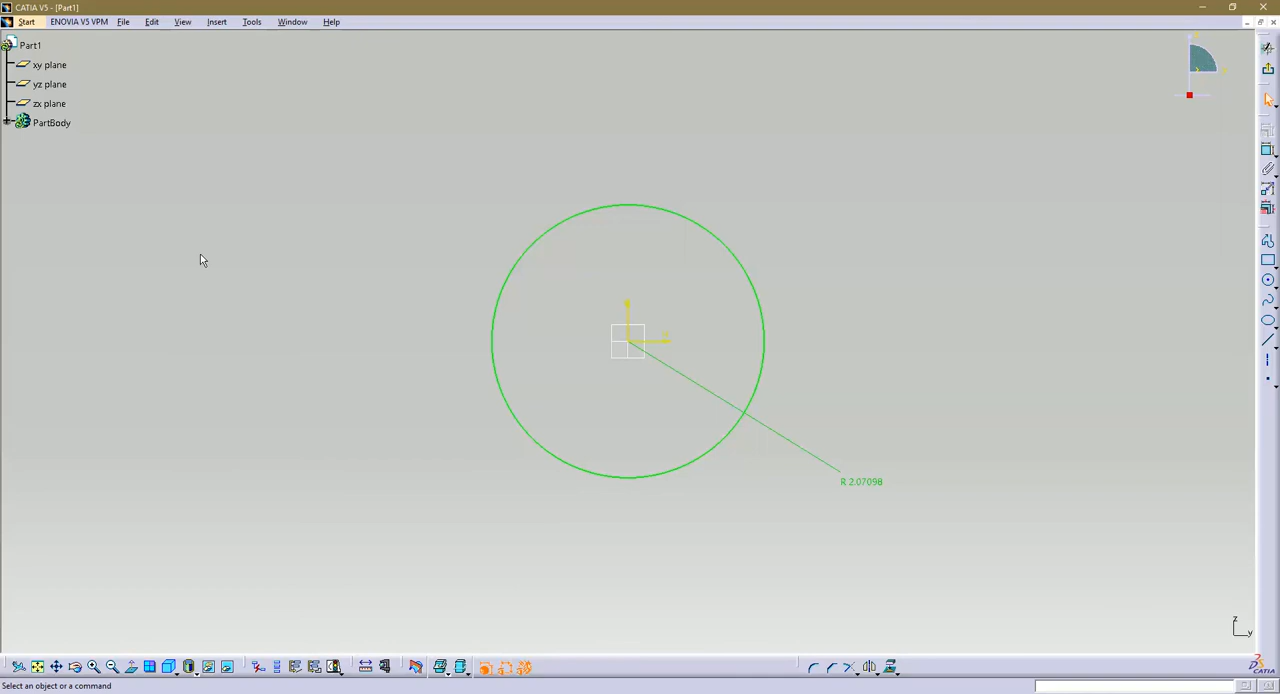 CATIA V5 - [Part1]
Start ENOVIA V5 VPM File Edit View Insert Tools Window Help
Part1
xy plane
yz plane
zx plane
PartBody
R 2.07098
z
y
CATIA
Select an object or a command